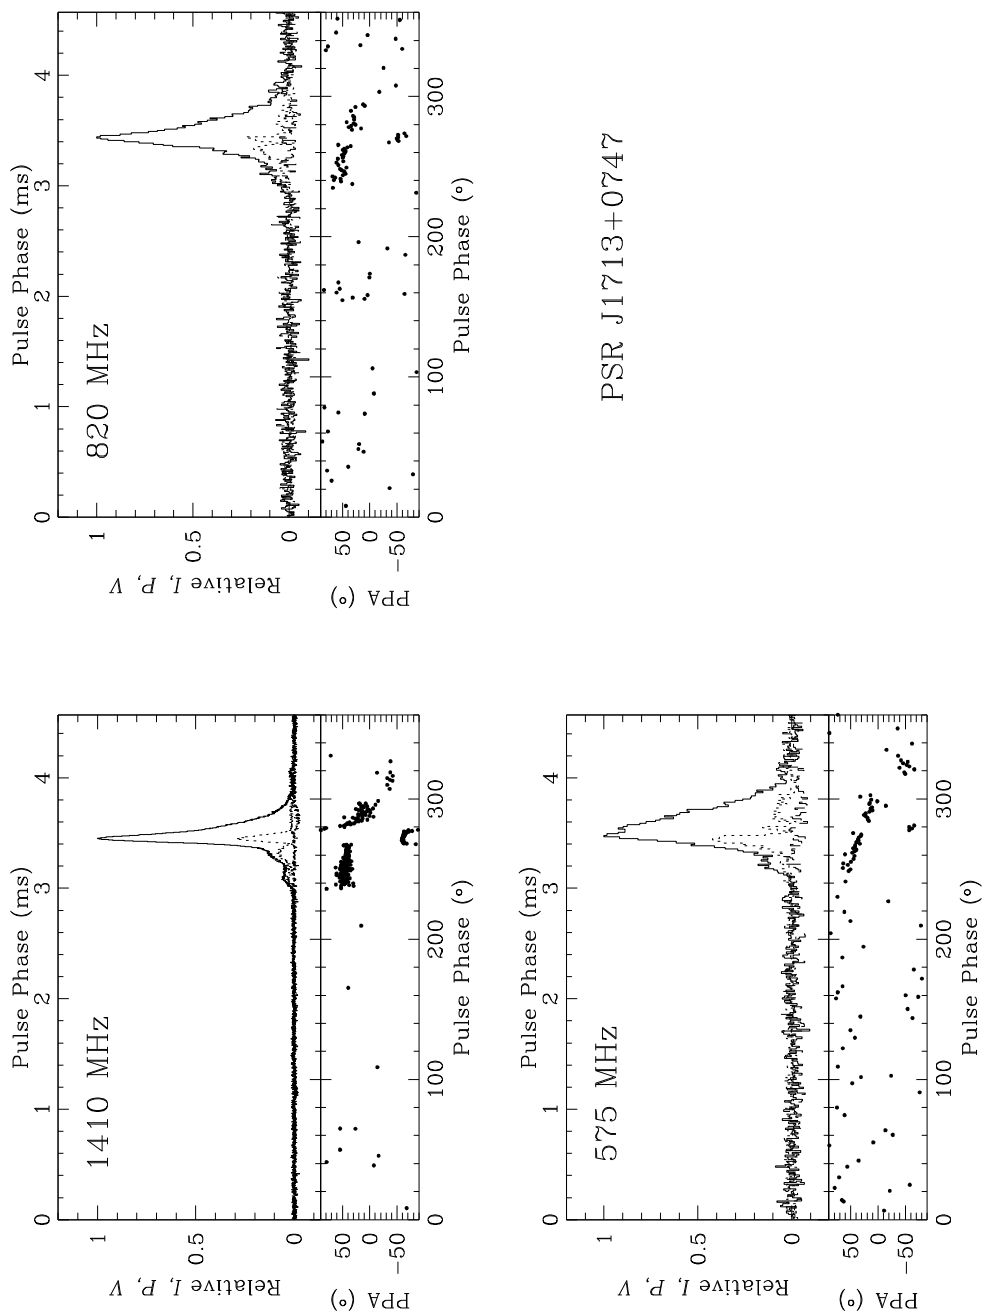 Pulse Phase (ms)
0 1 2 3 4
1410 MHz
Relative I, P, V
1
0.5
0
PPA (°)
50
0
−50
0 100 200 300
Pulse Phase (°)
Pulse Phase (ms)
0 1 2 3 4
820 MHz
Relative I, P, V
1
0.5
0
PPA (°)
50
0
−50
0 100 200 300
Pulse Phase (°)
Pulse Phase (ms)
0 1 2 3 4
575 MHz
Relative I, P, V
1
0.5
0
PPA (°)
50
0
−50
0 100 200 300
Pulse Phase (°)
PSR J1713+0747